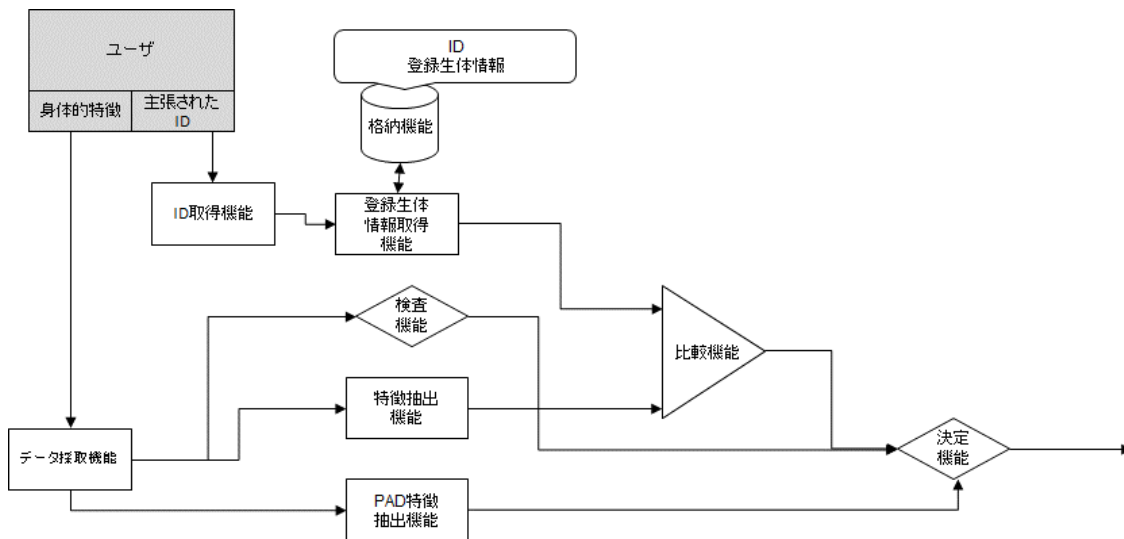 ユーザ
身体的特徴
主張された
ID
ID
登録生体情報
格納機能
ID取得機能
登録生体
情報取得
機能
検査
機能
比較機能
特徴抽出
機能
データ採取機能
決定
機能
PAD特徴
抽出機能